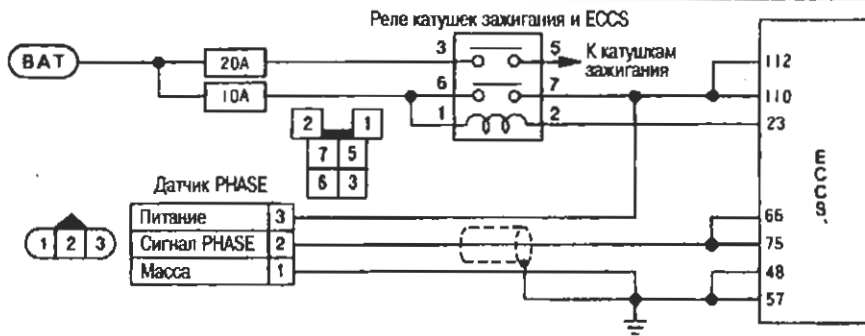 Реле катушек зажигания и ECCS
BAT
20A
10A
3
5
К катушкам
зажигания
6
7
1
2
2
1
7
5
6
3
112
110
23
ECCS.
Датчик PHASE
Питание 3
Сигнал PHASE 2
Масса 1
1 2 3
66
75
48
57